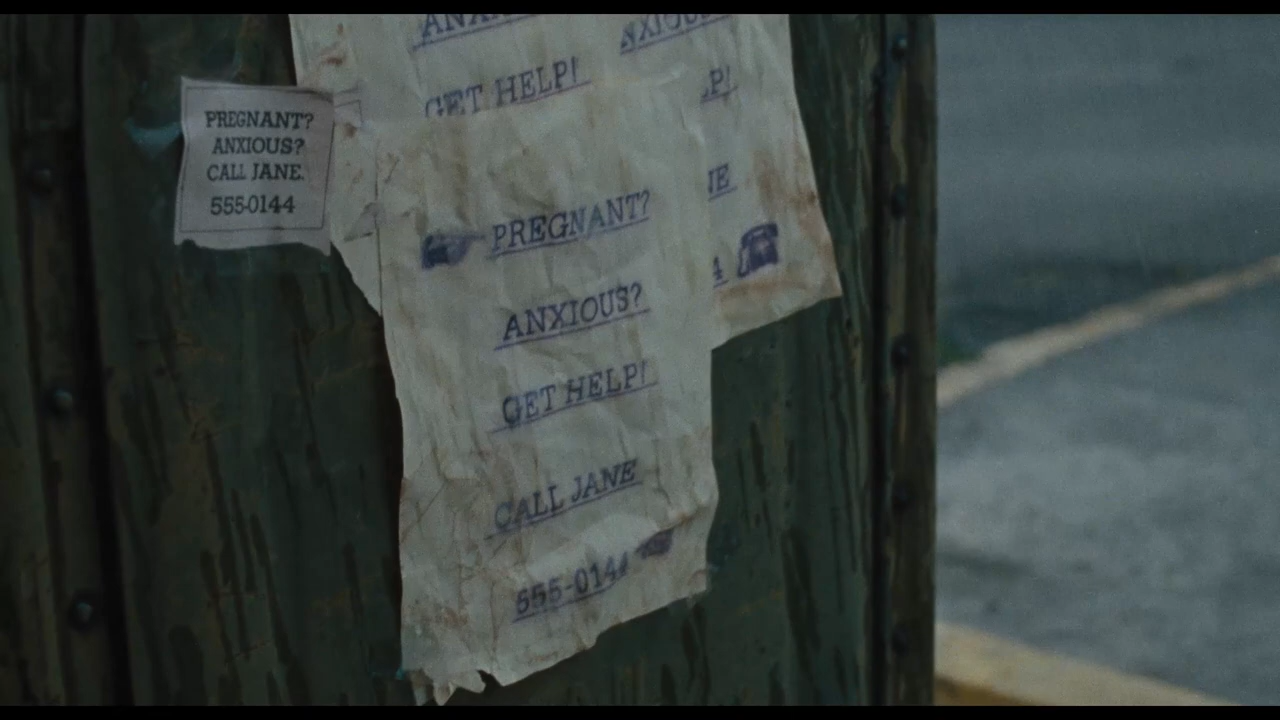 PREGNANT?
ANXIOUS?
CALL JANE.
555-0144
GET HELP!
PREGNANT?
ANXIOUS?
GET HELP!
CALL JANE
555-0144